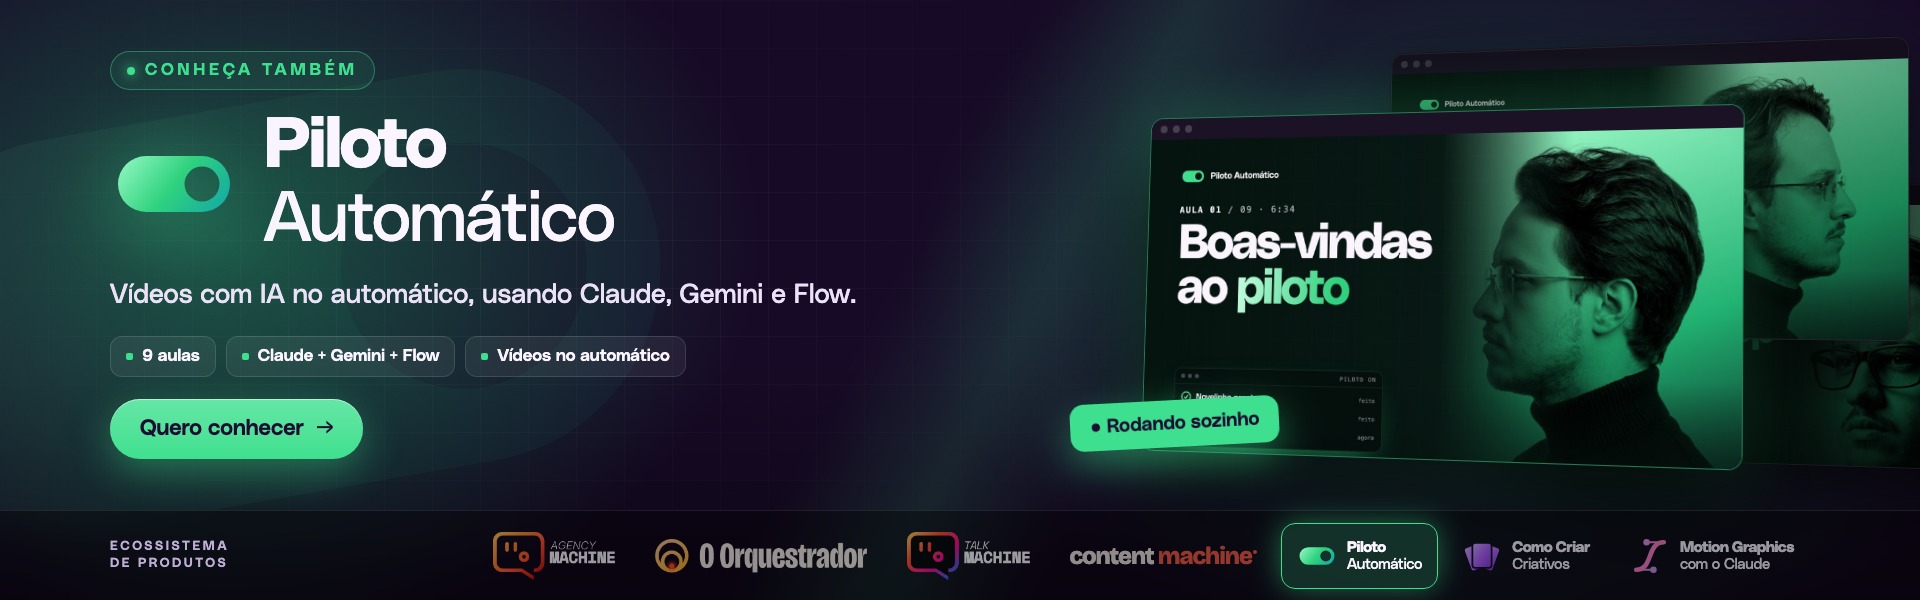 CONHEÇA TAMBÉM
Piloto
Automático
Vídeos com IA no automático, usando Claude, Gemini e Flow.
9 aulas
Claude + Gemini + Flow
Vídeos no automático
Quero conhecer →
Piloto Automático
Piloto Automático
AULA 01 / 09 · 6:34
Boas-vindas
ao piloto
PILOTO ON
feito
feito
agora
Rodando sozinho
ECOSSISTEMA
DE PRODUTOS
AGENCY
MACHINE
O Orquestrador
TALK
MACHINE
content machine
Piloto
Automático
Como Criar
Criativos
Motion Graphics
com o Claude